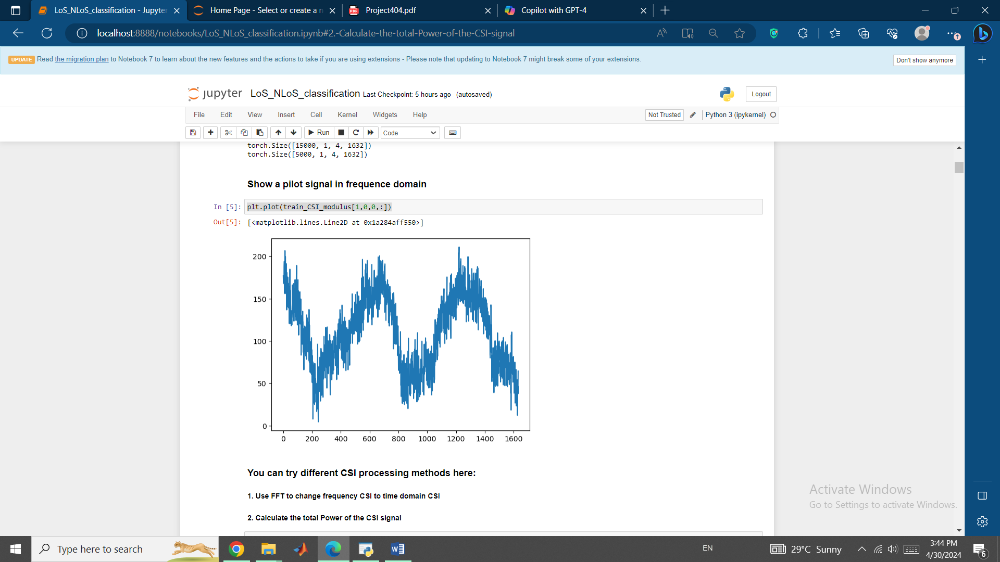 LoS_NLoS_classification - Jupyter
Home Page - Select or create a n
PDF
Project404.pdf
Copilot with GPT-4
localhost:8888/notebooks/LoS_NLoS_classification.ipynb#2.-Calculate-the-total-Power-of-the-CSI-signal
UPDATE Read the migration plan to Notebook 7 to learn about the new features and the actions to take if you are using extensions - Please note that updating to Notebook 7 might break some of your extensions.
Don't show anymore
jupyter LoS_NLoS_classification Last Checkpoint: 5 hours ago (autosaved)
Logout
File Edit View Insert Cell Kernel Widgets Help
Not Trusted
Python 3 (ipykernel)
Run
Code
torch.Size([15000, 1, 4, 1632])
torch.Size([5000, 1, 4, 1632])
Show a pilot signal in frequence domain
In [5]: plt.plot(train_CSI_modulus[1,0,0,:])
Out[5]: [<matplotlib.lines.Line2D at 0x1a284aff550>]
200
150
100
50
0
0 200 400 600 800 1000 1200 1400 1600
You can try different CSI processing methods here:
1. Use FFT to change frequency CSI to time domain CSI
2. Calculate the total Power of the CSI signal
Activate Windows
Go to Settings to activate Windows.
Type here to search
EN
29°C Sunny
3:44 PM
4/30/2024
6